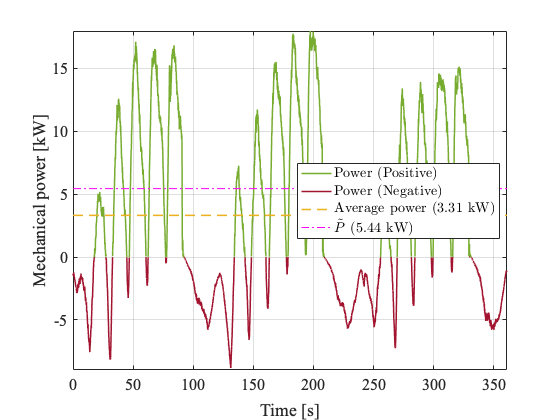 Mechanical power [kW]
15
10
5
0
-5
Power (Positive)
Power (Negative)
Average power (3.31 kW)
P̃ (5.44 kW)
0 50 100 150 200 250 300 350
Time [s]